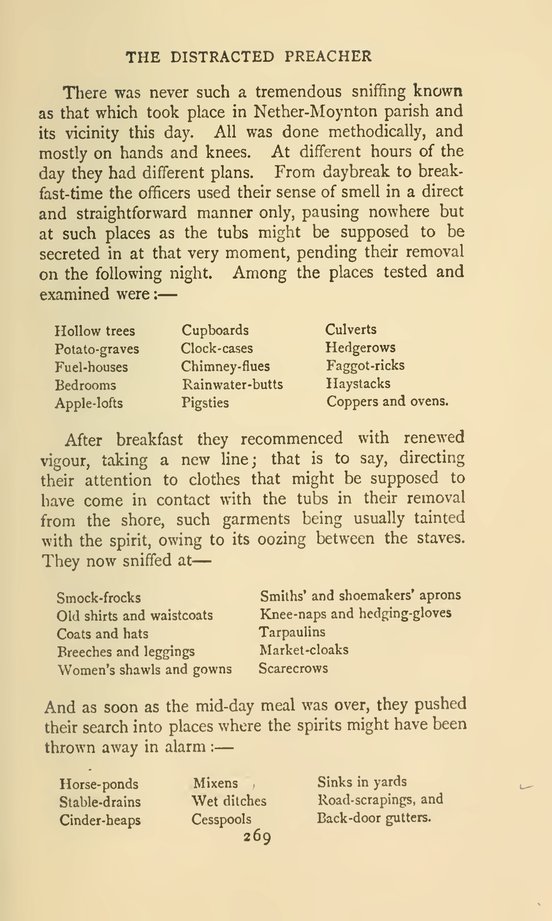 THE DISTRACTED PREACHER
There was never such a tremendous sniffing known
as that which took place in Nether-Moynton parish and
its vicinity this day. All was done methodically, and
mostly on hands and knees. At different hours of the
day they had different plans. From daybreak to break-
fast-time the officers used their sense of smell in a direct
and straightforward manner only, pausing nowhere but
at such places as the tubs might be supposed to be
secreted in at that very moment, pending their removal
on the following night. Among the places tested and
examined were :—
Hollow trees Cupboards Culverts
Potato-graves Clock-cases Hedgerows
Fuel-houses Chimney-flues Faggot-ricks
Bedrooms Rainwater-butts Haystacks
Apple-lofts Pigsties Coppers and ovens.
After breakfast they recommenced with renewed
vigour, taking a new line; that is to say, directing
their attention to clothes that might be supposed to
have come in contact with the tubs in their removal
from the shore, such garments being usually tainted
with the spirit, owing to its oozing between the staves.
They now sniffed at—
Smock-frocks Smiths' and shoemakers' aprons
Old shirts and waistcoats Knee-naps and hedging-gloves
Coats and hats Tarpaulins
Breeches and leggings Market-cloaks
Women's shawls and gowns Scarecrows
And as soon as the mid-day meal was over, they pushed
their search into places where the spirits might have been
thrown away in alarm :—
Horse-ponds Mixens Sinks in yards
Stable-drains Wet ditches Road-scrapings, and
Cinder-heaps Cesspools Back-door gutters.
269